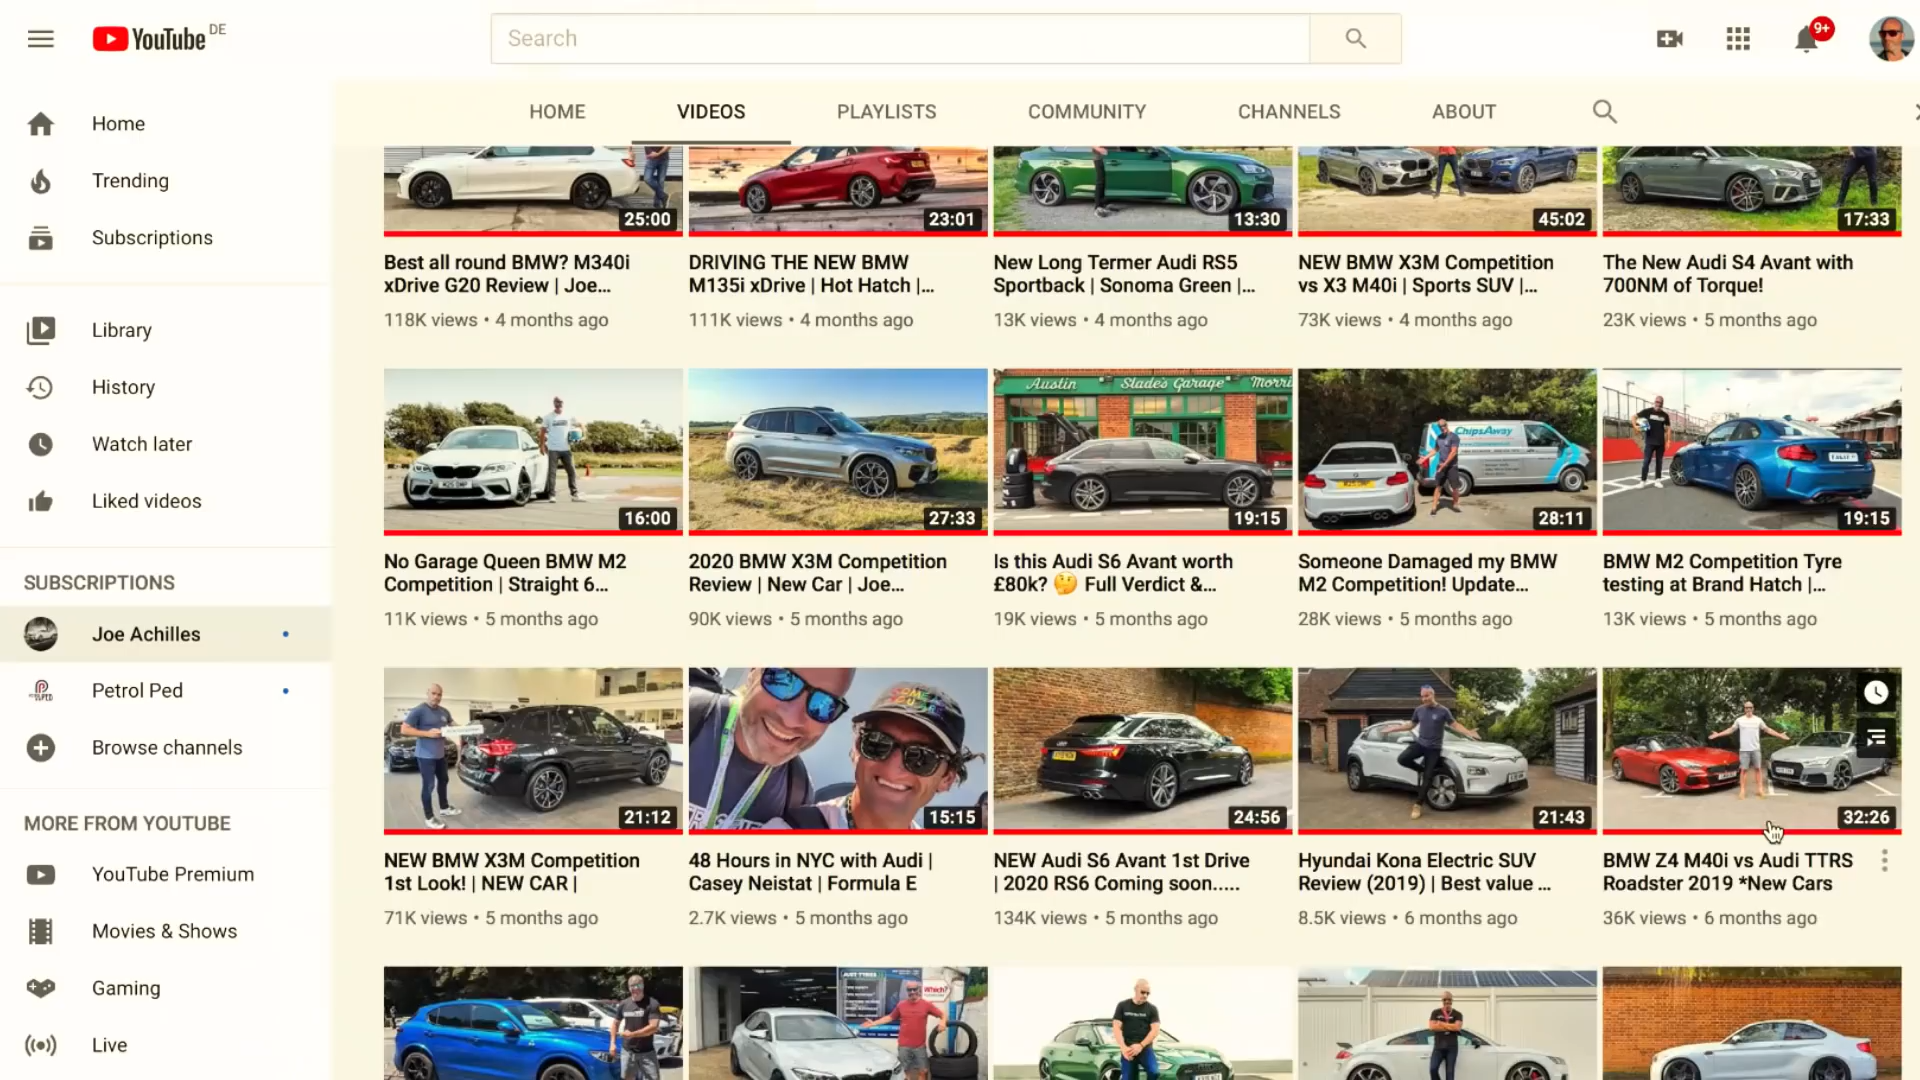 YouTube DE
Search
9+
HOME VIDEOS PLAYLISTS COMMUNITY CHANNELS ABOUT
Home
Trending
Subscriptions
Library
History
Watch later
Liked videos
SUBSCRIPTIONS
Joe Achilles
Petrol Ped
Browse channels
MORE FROM YOUTUBE
YouTube Premium
Movies & Shows
Gaming
Live
25:00 23:01 13:30 45:02 17:33
Best all round BMW? M340i
xDrive G20 Review | Joe...
118K views • 4 months ago
DRIVING THE NEW BMW
M135i xDrive | Hot Hatch |...
111K views • 4 months ago
New Long Termer Audi RS5
Sportback | Sonoma Green |...
13K views • 4 months ago
NEW BMW X3M Competition
vs X3 M40i | Sports SUV |...
73K views • 4 months ago
The New Audi S4 Avant with
700NM of Torque!
23K views • 5 months ago
Austin Slade's Garage
ChipsAway
16:00 27:33 19:15 28:11 19:15
No Garage Queen BMW M2
Competition | Straight 6...
11K views • 5 months ago
2020 BMW X3M Competition
Review | New Car | Joe...
90K views • 5 months ago
Is this Audi S6 Avant worth
£80k? 🤔 Full Verdict &...
19K views • 5 months ago
Someone Damaged my BMW
M2 Competition! Update...
28K views • 5 months ago
BMW M2 Competition Tyre
testing at Brand Hatch |...
13K views • 5 months ago
21:12 15:15 24:56 21:43 32:26
NEW BMW X3M Competition
1st Look! | NEW CAR |
71K views • 5 months ago
48 Hours in NYC with Audi |
Casey Neistat | Formula E
2.7K views • 5 months ago
NEW Audi S6 Avant 1st Drive
| 2020 RS6 Coming soon.....
134K views • 5 months ago
Hyundai Kona Electric SUV
Review (2019) | Best value ...
8.5K views • 6 months ago
BMW Z4 M40i vs Audi TTRS
Roadster 2019 *New Cars
36K views • 6 months ago
Which?